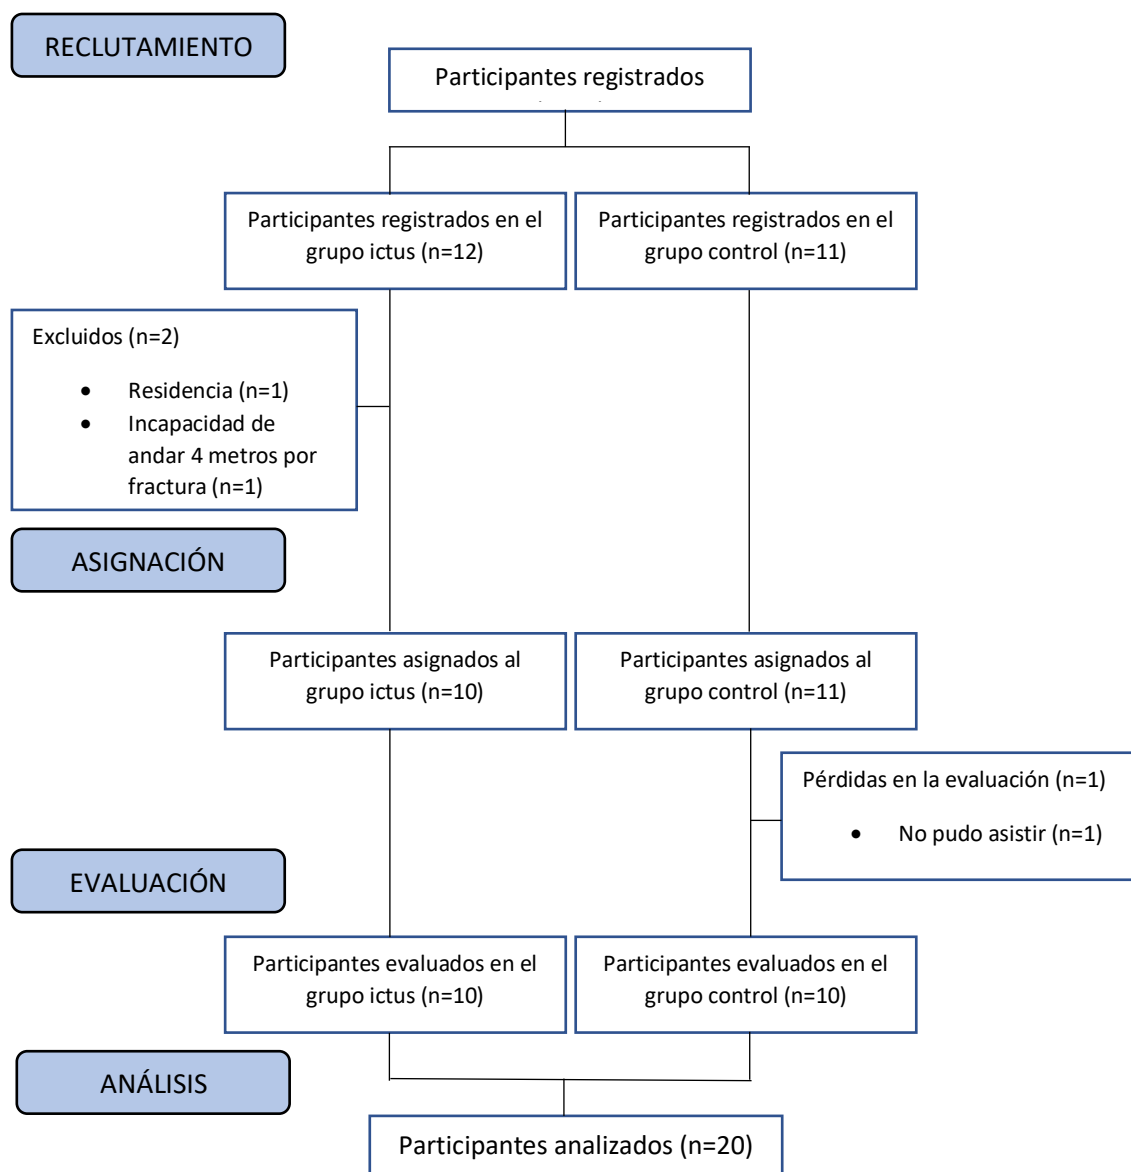 RECLUTAMIENTO
Participantes registrados
Participantes registrados en el
grupo ictus (n=12)
Participantes registrados en el
grupo control (n=11)
Excluidos (n=2)
• Residencia (n=1)
• Incapacidad de
andar 4 metros por
fractura (n=1)
ASIGNACIÓN
Participantes asignados al
grupo ictus (n=10)
Participantes asignados al
grupo control (n=11)
Pérdidas en la evaluación (n=1)
• No pudo asistir (n=1)
EVALUACIÓN
Participantes evaluados en el
grupo ictus (n=10)
Participantes evaluados en el
grupo control (n=10)
ANÁLISIS
Participantes analizados (n=20)